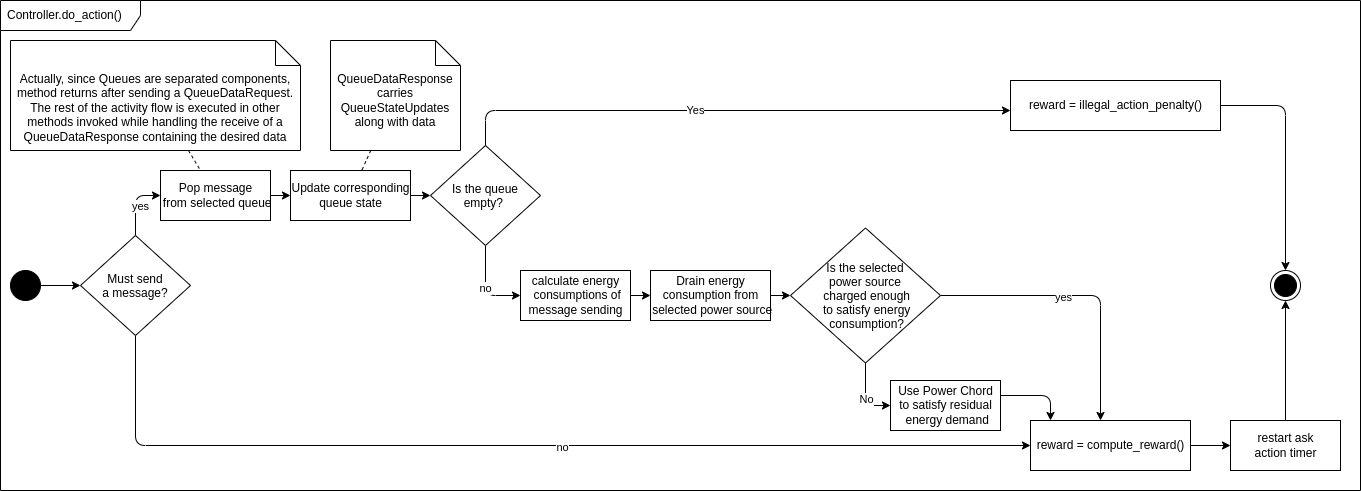 Controller.do_action()
Actually, since Queues are separated components,
method returns after sending a QueueDataRequest.
The rest of the activity flow is executed in other
methods invoked while handling the receive of a
QueueDataResponse containing the desired data
QueueDataResponse
carries
QueueStateUpdates
along with data
Yes
reward = illegal_action_penalty()
yes
Pop message
from selected queue
Update corresponding
queue state
Is the queue
empty?
Must send
a message?
no
calculate energy
consumptions of
message sending
Drain energy
consumption from
selected power source
Is the selected
power source
charged enough
to satisfy energy
consumption?
yes
No
Use Power Chord
to satisfy residual
energy demand
no
reward = compute_reward()
restart ask
action timer